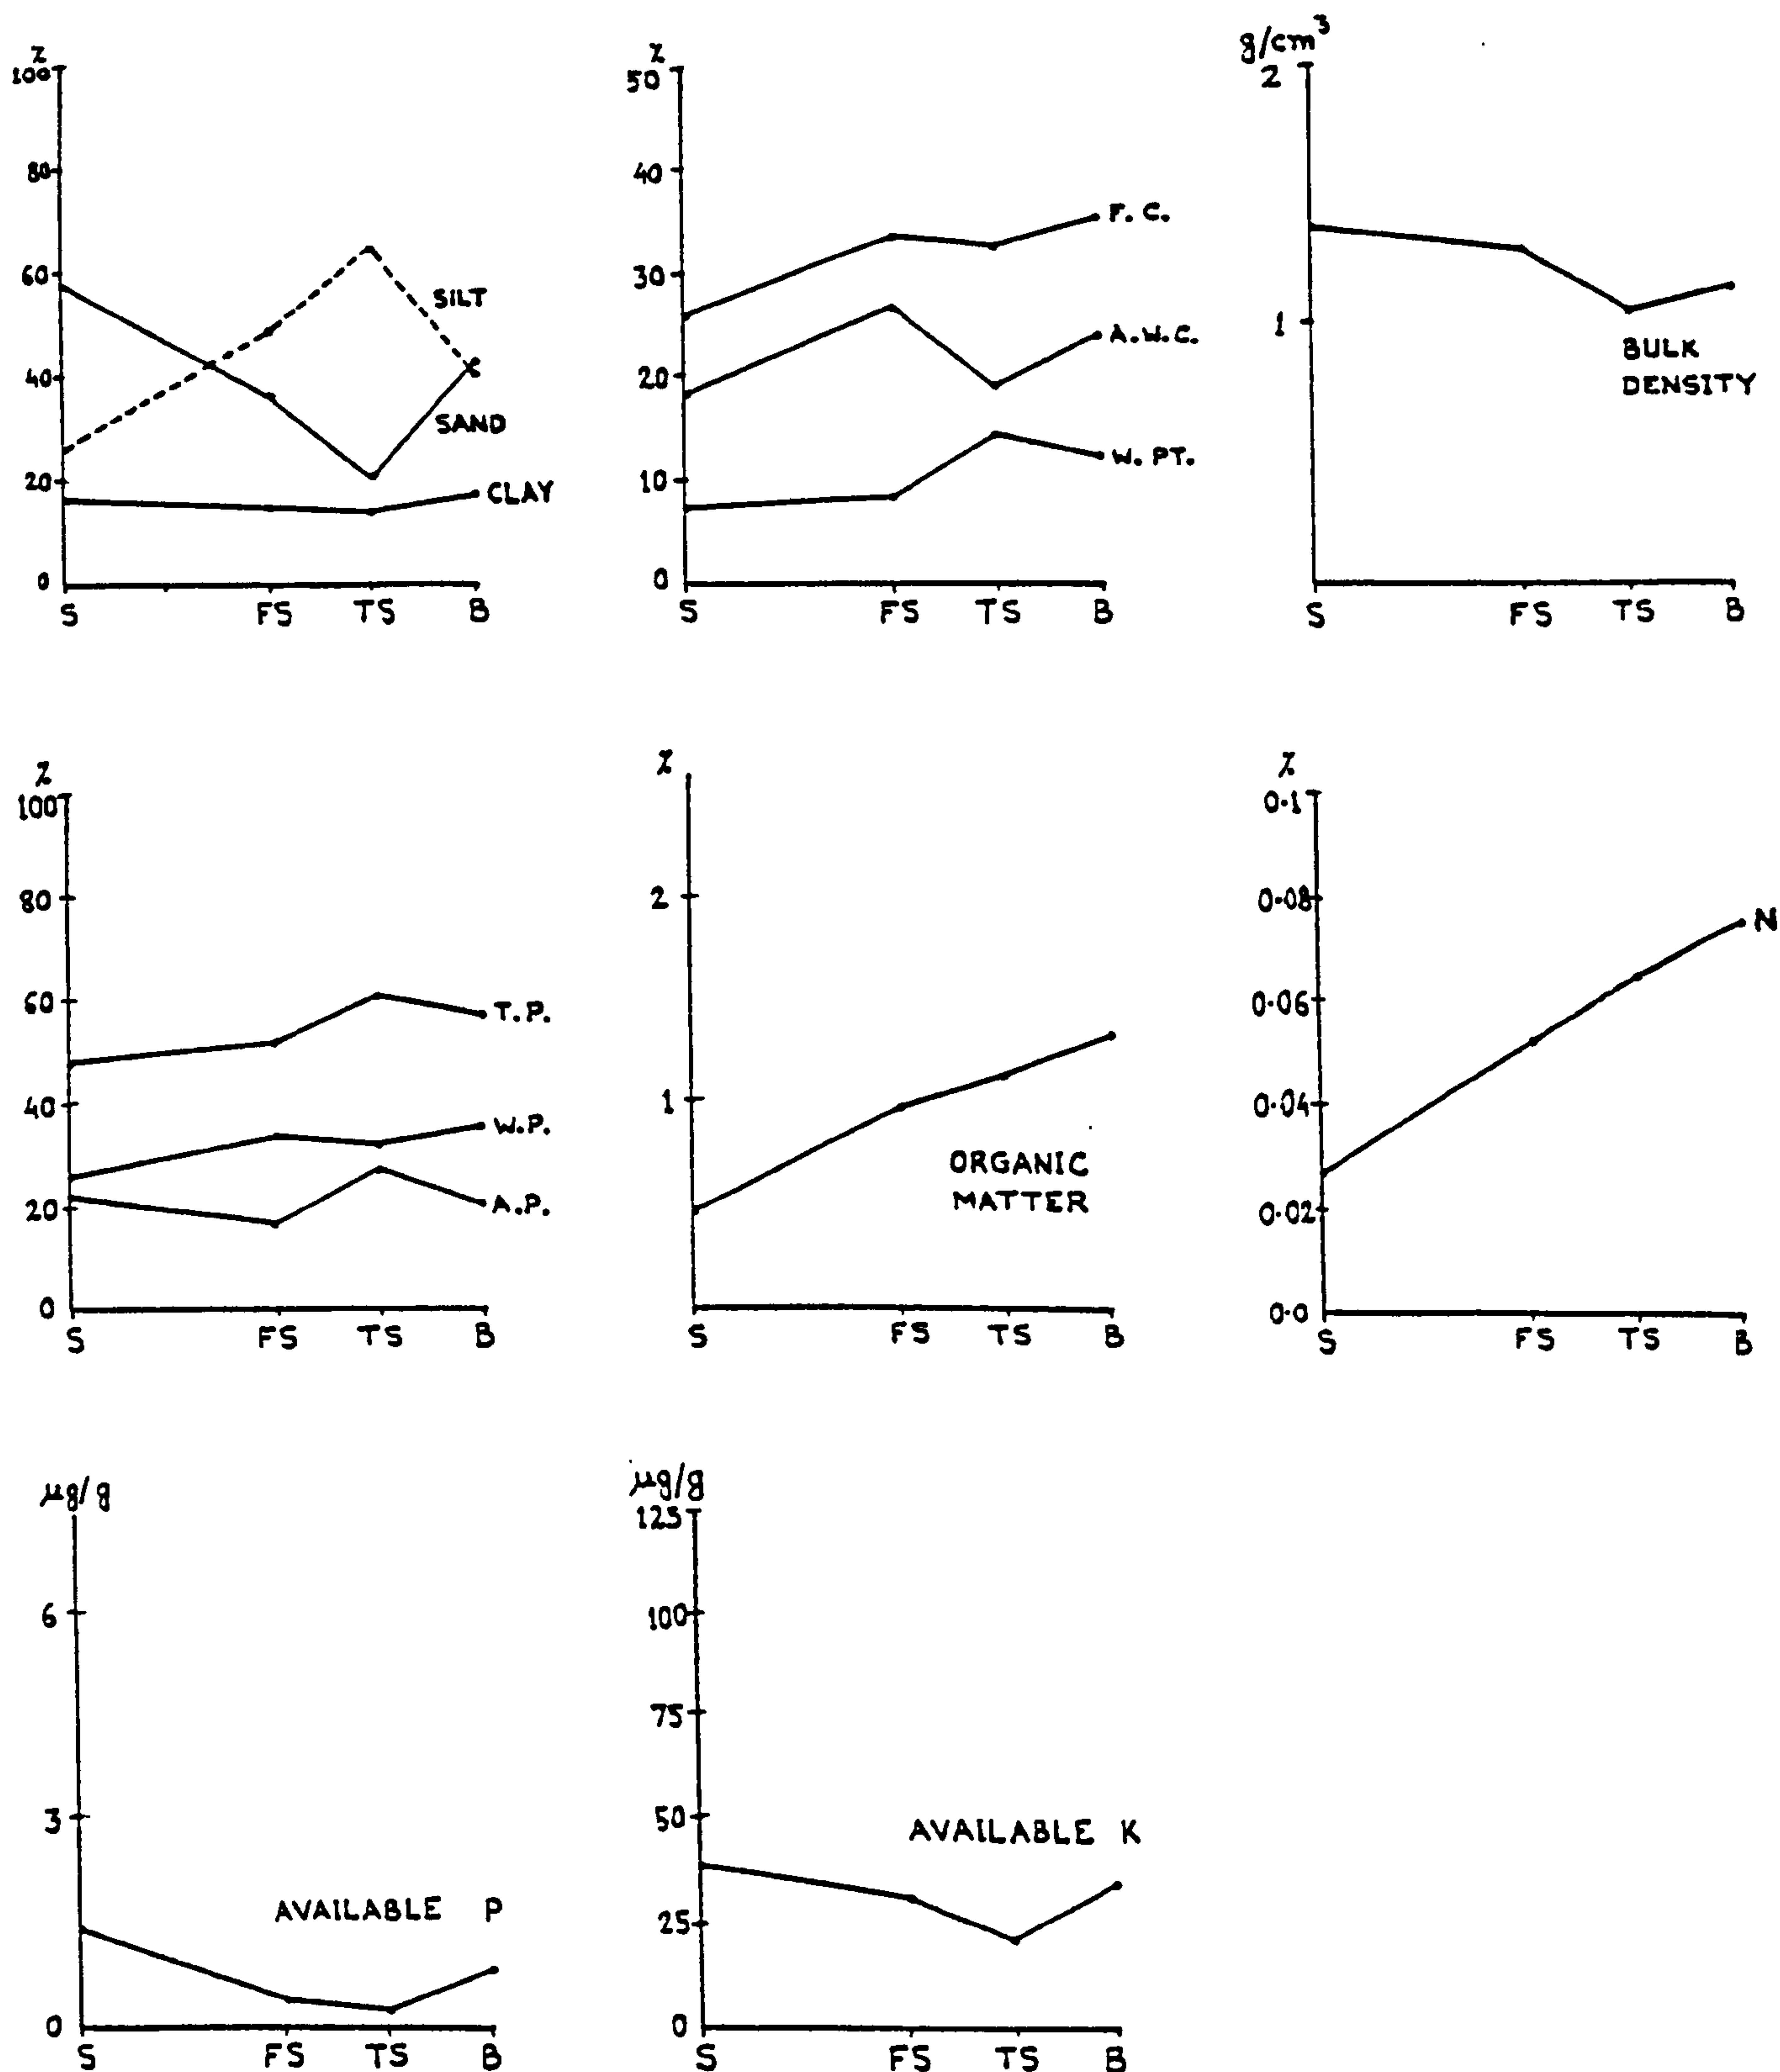 %
100
80
60
40
20
0
SILT
SAND
CLAY
S FS TS B
%
50
40
30
20
10
0
F. C.
A.W.C.
W. PT.
S FS TS B
g/cm³
2
1
BULK
DENSITY
S FS TS B
%
100
80
60
40
20
0
T.P.
W.P.
A.P.
S FS TS B
%
2
1
ORGANIC
MATTER
S FS TS B
%
0.1
0.08
0.06
0.04
0.02
0.0
N
S FS TS B
µg/g
6
3
0
AVAILABLE P
S FS TS B
µg/g
125
100
75
50
25
0
AVAILABLE K
S FS TS B